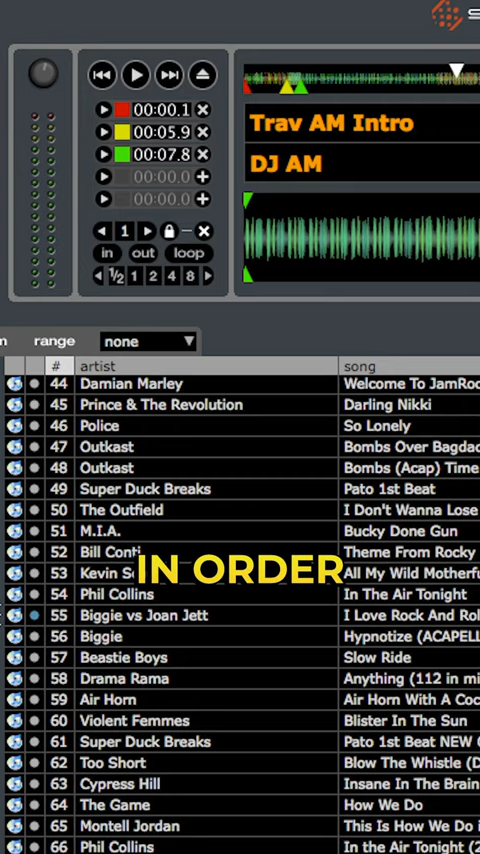 Trav AM Intro
DJ AM
00:00.1
00:05.9
00:07.8
00:00.0
00:00.0
1
in out loop
1/2 1 2 4 8
range none
# artist song
44 Damian Marley Welcome To JamRoc
45 Prince & The Revolution Darling Nikki
46 Police So Lonely
47 Outkast Bombs Over Bagdad
48 Outkast Bombs (Acap) Time
49 Super Duck Breaks Pato 1st Beat
50 The Outfield I Don't Wanna Lose
51 M.I.A. Bucky Done Gun
52 Bill Conti Theme From Rocky
53 Kevin All My Wild Motherfu
IN ORDER
54 Phil Collins In The Air Tonight
55 Biggie vs Joan Jett I Love Rock And Rol
56 Biggie Hypnotize (ACAPELL
57 Beastie Boys Slow Ride
58 Drama Rama Anything (112 in mi
59 Air Horn Air Horn With A Co
60 Violent Femmes Blister In The Sun
61 Super Duck Breaks Pato 1st Beat NEW (
62 Too Short Blow The Whistle (D
63 Cypress Hill Insane In The Brain
64 The Game How We Do
65 Montell Jordan This Is How We Do i
66 Phil Collins In the Air Tonight (2